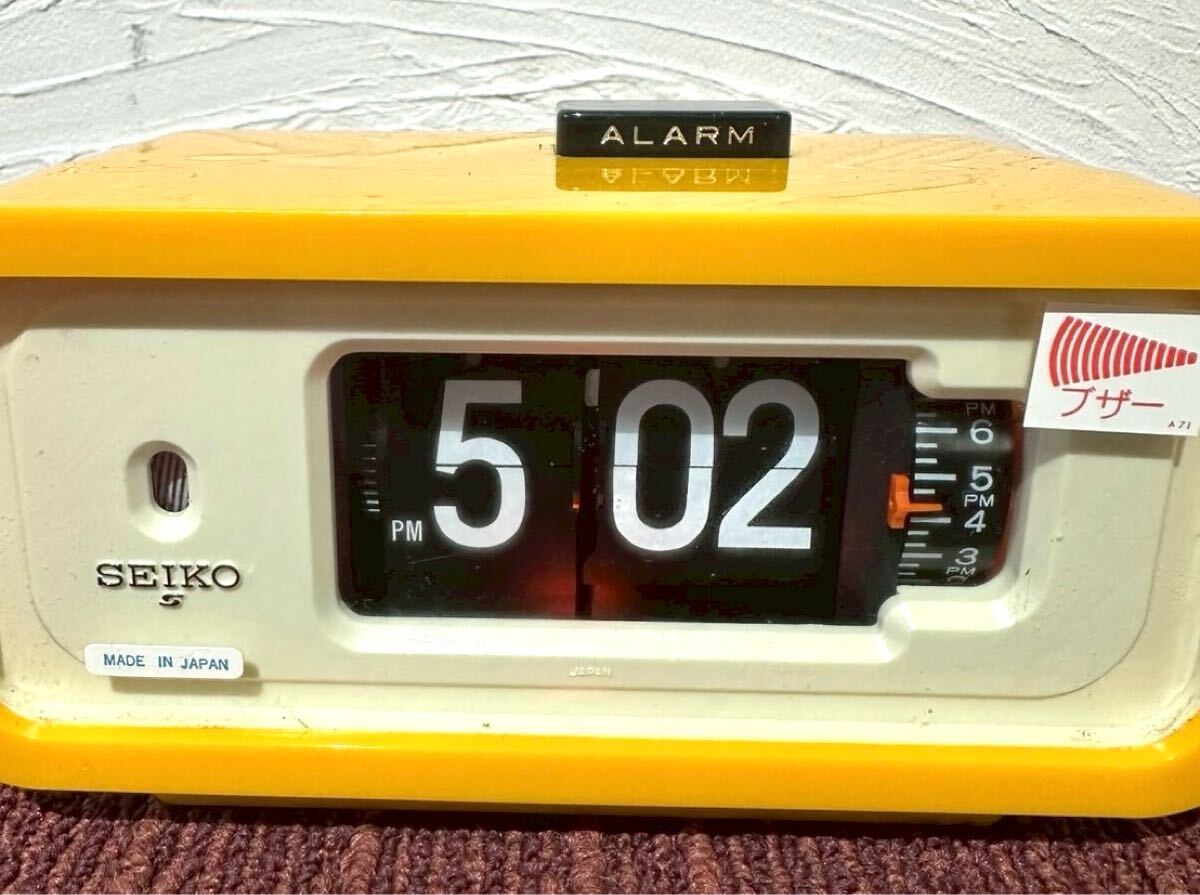 ALARM
ブザー
A71
PM
6
5
PM
4
3
PM
PM 5 02
SEIKO
MADE IN JAPAN
JAPAN